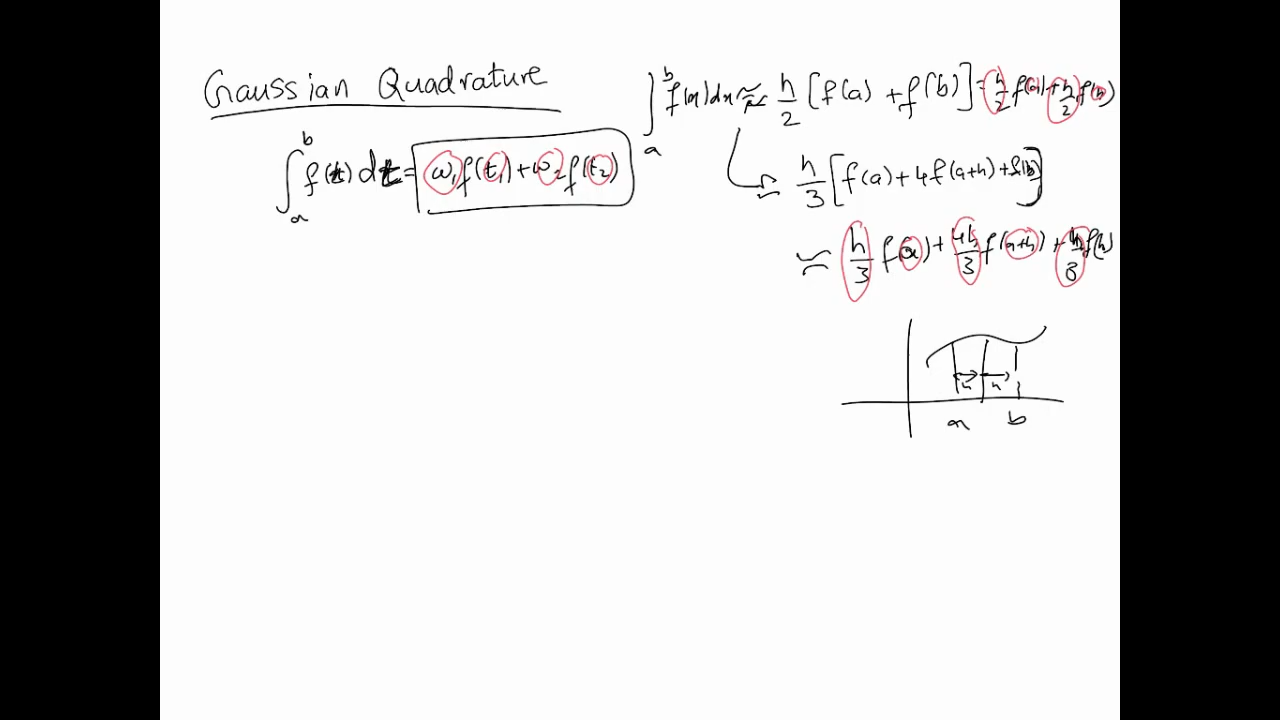 Gaussian Quadrature
∫_a^b f(t) dt = ω₁f(t₁) + ω₂f(t₂)
∫_a^b f(x)dx ≈ h/2 [f(a) + f(b)] = h/2 f(a) + h/2 f(b)
≈ h/3 [f(a) + 4f(a+h) + f(b)]
≈ h/3 f(a) + 4h/3 f(a+h) + h/3 f(b)
h h
a b